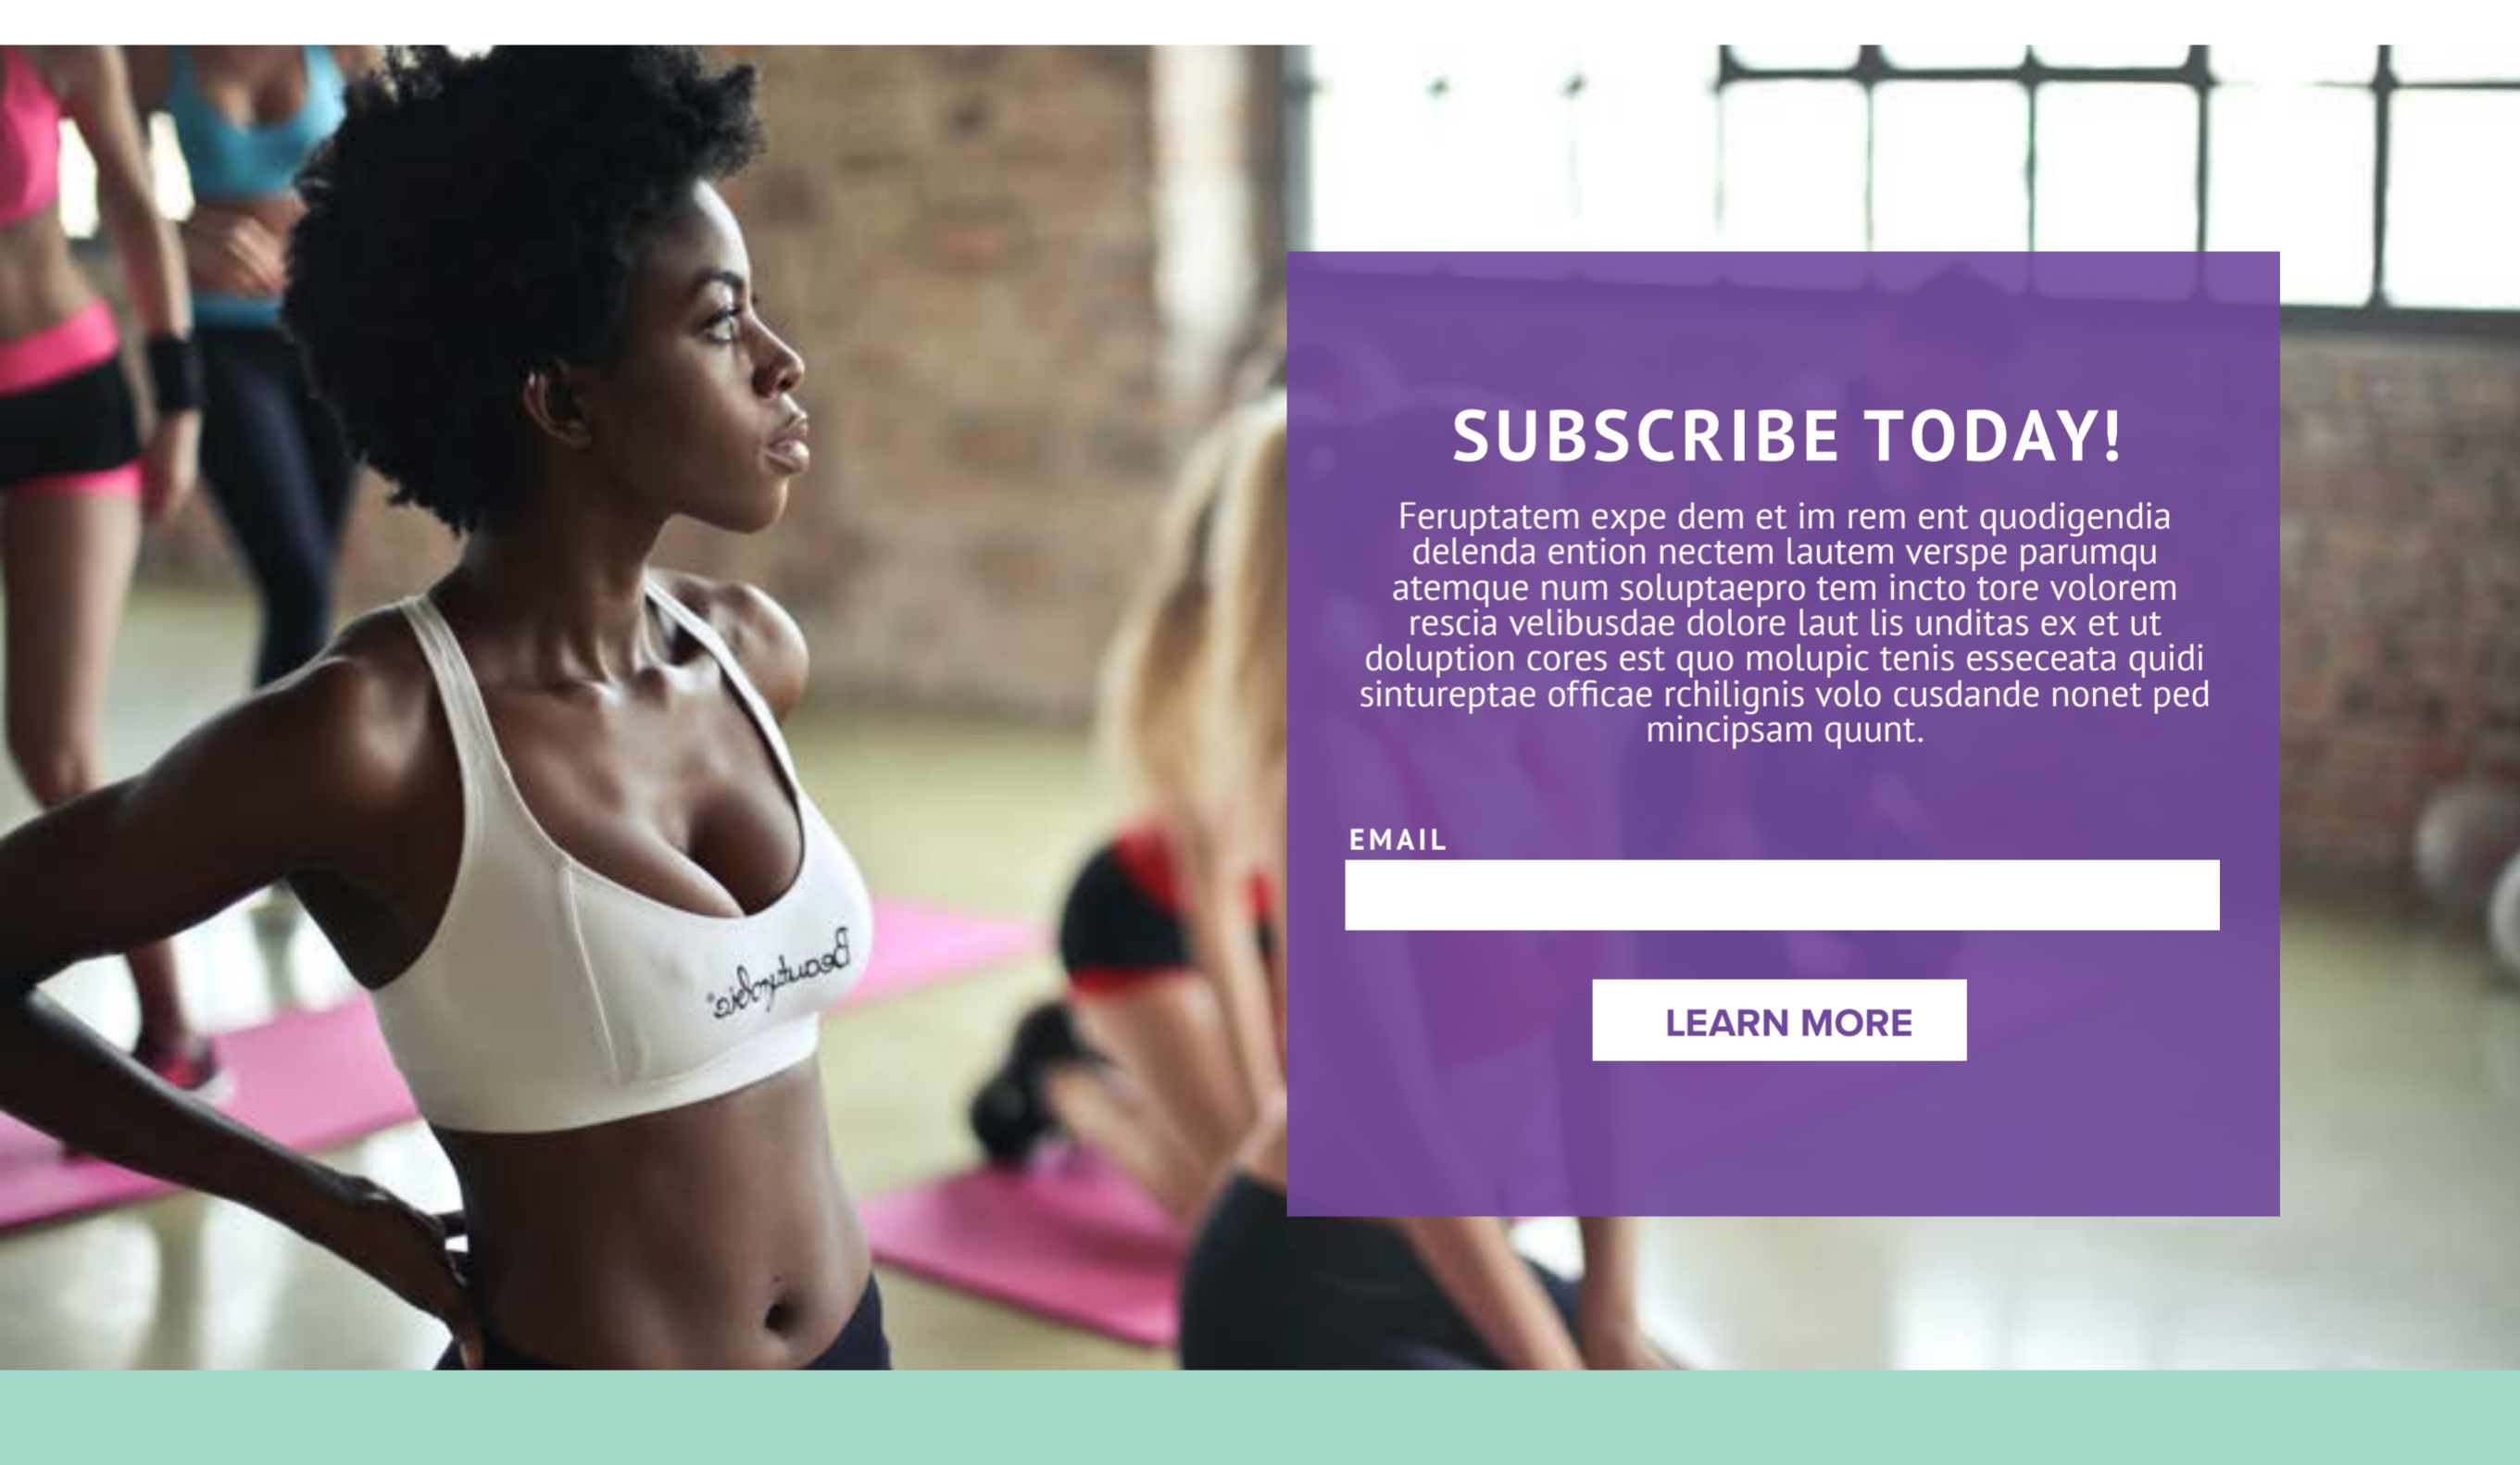 SUBSCRIBE TODAY!
Feruptatem expe dem et im rem ent quodigendia
delenda ention nectem lautem verspe parumqu
atemque num soluptaepro tem incto tore volorem
rescia velibusdae dolore laut lis unditas ex et ut
doluption cores est quo molupic tenis esseceata quidi
sintureptae officae rchilignis volo cusdande nonet ped
mincipsam quunt.
EMAIL
LEARN MORE